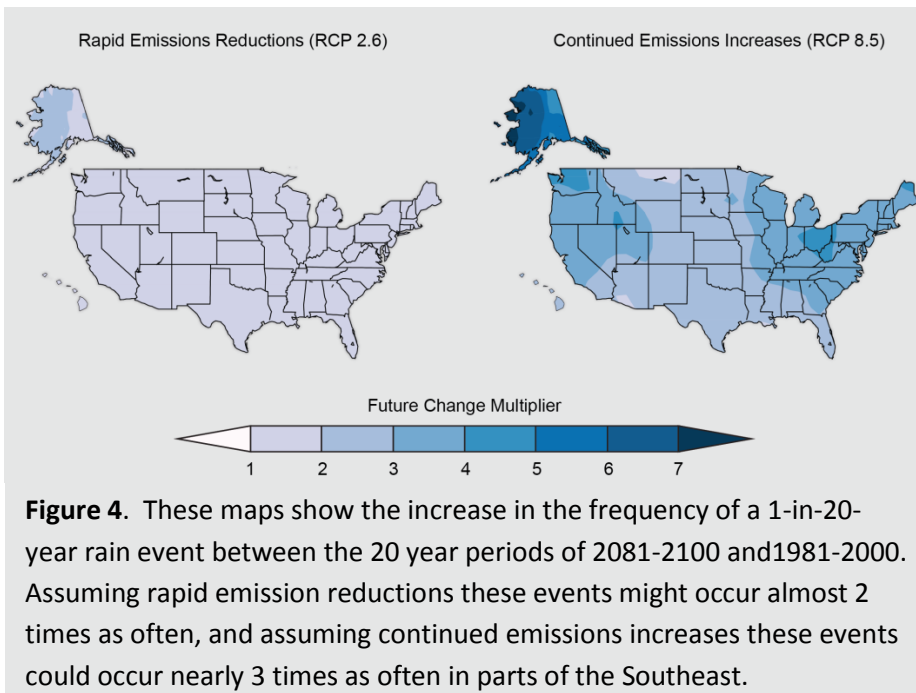 Rapid Emissions Reductions (RCP 2.6)
Continued Emissions Increases (RCP 8.5)
Future Change Multiplier
1 2 3 4 5 6 7
Figure 4.  These maps show the increase in the frequency of a 1-in-20-
year rain event between the 20 year periods of 2081-2100 and1981-2000.
Assuming rapid emission reductions these events might occur almost 2
times as often, and assuming continued emissions increases these events
could occur nearly 3 times as often in parts of the Southeast.